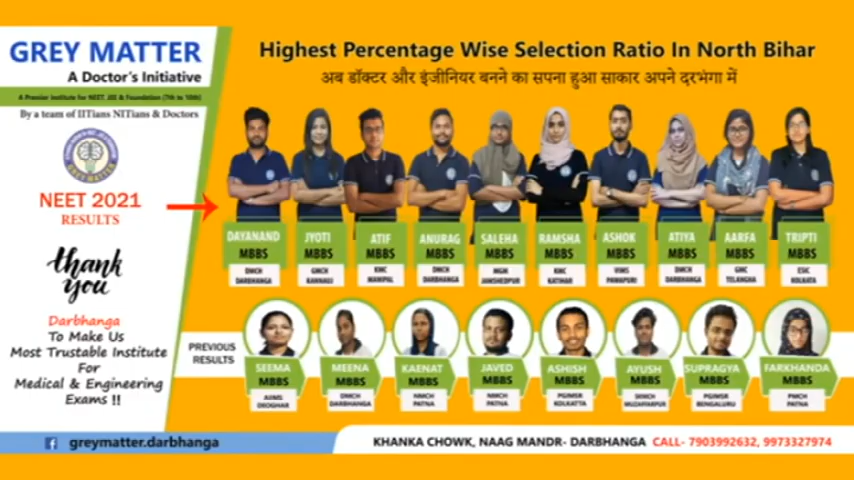 GREY MATTER
A Doctor's Initiative
A Premier Institute for NEET, JEE & Foundation (7th to 10th)
By a team of IITians NITians & Doctors
GREY MATTER
NEET 2021
RESULTS
thank
you
Darbhanga
To Make Us
Most Trustable Institute
For
Medical & Engineering
Exams !!
Highest Percentage Wise Selection Ratio In North Bihar
अब डॉक्टर और इंजीनियर बनने का सपना हुआ साकार अपने दरभंगा में
DAYANAND
MBBS
DMCH
DARBHANGA
JYOTI
MBBS
GMCH
KANNAUJ
ATIF
MBBS
KMC
MANIPAL
ANURAG
MBBS
DMCH
DARBHANGA
SALEHA
MBBS
MGM
JAMSHEDPUR
RAMSHA
MBBS
KMC
KATIHAR
ASHOK
MBBS
VIMS
PAWAPURI
ATIYA
MBBS
DMCH
DARBHANGA
AARFA
MBBS
GMC
TELANGHA
TRIPTI
MBBS
ESIC
KOLKATA
PREVIOUS
RESULTS
SEEMA
MBBS
AIIMS
DEOGHAR
MEENA
MBBS
DMCH
DARBHANGA
KAENAT
MBBS
NMCH
PATNA
JAVED
MBBS
NMCH
PATNA
ASHISH
MBBS
PGIMSR
KOLKATTA
AYUSH
MBBS
SKMCH
MUZAFFARPUR
SUPRAGYA
MBBS
PGIMSR
BENGALURU
FARKHANDA
MBBS
PMCH
PATNA
f greymatter.darbhanga
KHANKA CHOWK, NAAG MANDR- DARBHANGA CALL- 7903992632, 9973327974